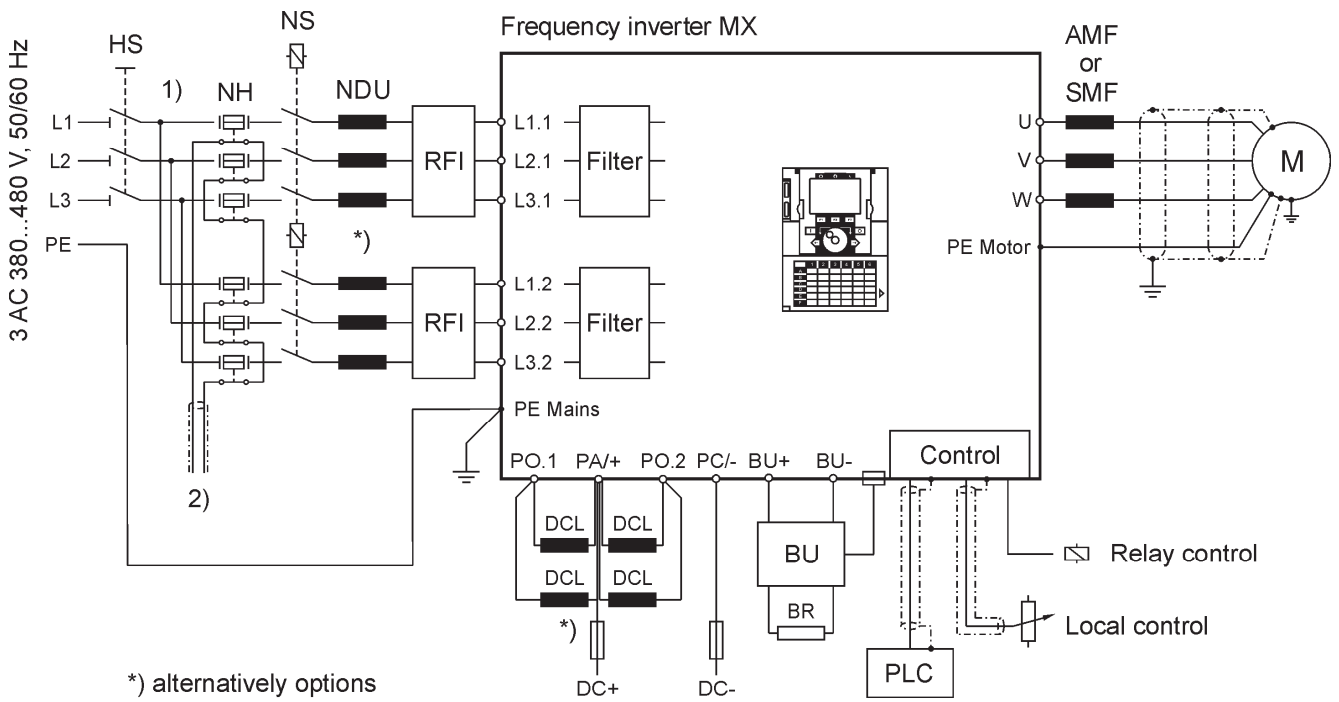 3 AC 380...480 V, 50/60 Hz
HS
1)
NH
NS
NDU
Frequency inverter MX
AMF
or
SMF
L1
L2
L3
PE
RFI
L1.1
L2.1
L3.1
Filter
U
V
W
PE Motor
M
*)
RFI
L1.2
L2.2
L3.2
Filter
PE Mains
2)
PO.1
PA/+
PO.2
PC/-
BU+
BU-
Control
DCL
DCL
DCL
DCL
*)
DC+
DC-
BU
BR
PLC
Relay control
Local control
*) alternatively options